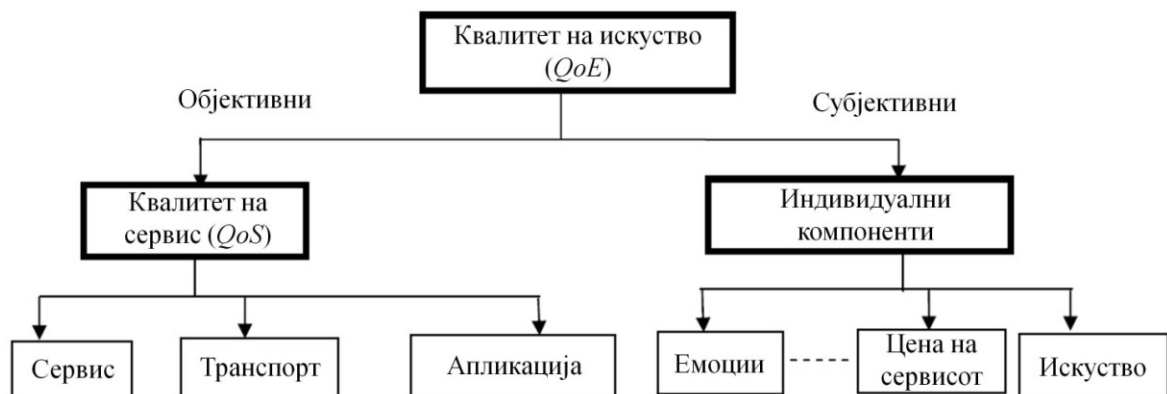 Квалитет на искуство
(QoE)
Објективни
Субјективни
Квалитет на
сервис (QoS)
Индивидуални
компоненти
Сервис
Транспорт
Апликација
Емоции
Цена на
сервисот
Искуство